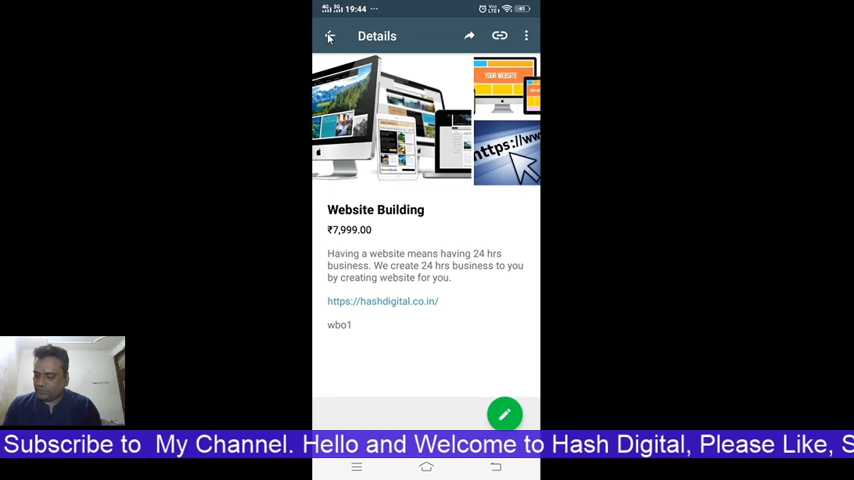 19:44
45
Details
YOUR WEBSITE
https://www
Website Building
₹7,999.00
Having a website means having 24 hrs
business. We create 24 hrs business to you
by creating website for you.
https://hashdigital.co.in/
wbo1
Subscribe to My Channel. Hello and Welcome to Hash Digital, Please Like, S